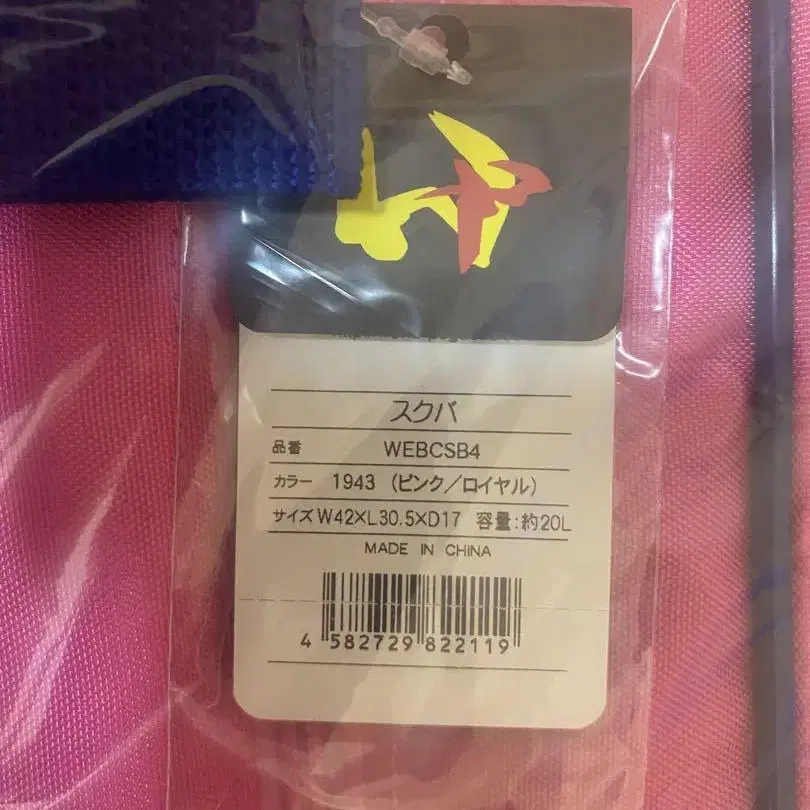 スクバ
品番 WEBCSB4
カラー 1943 (ピンク/ロイヤル)
サイズ W42×L30.5×D17 容量:約20L
MADE IN CHINA
4 582729 822119